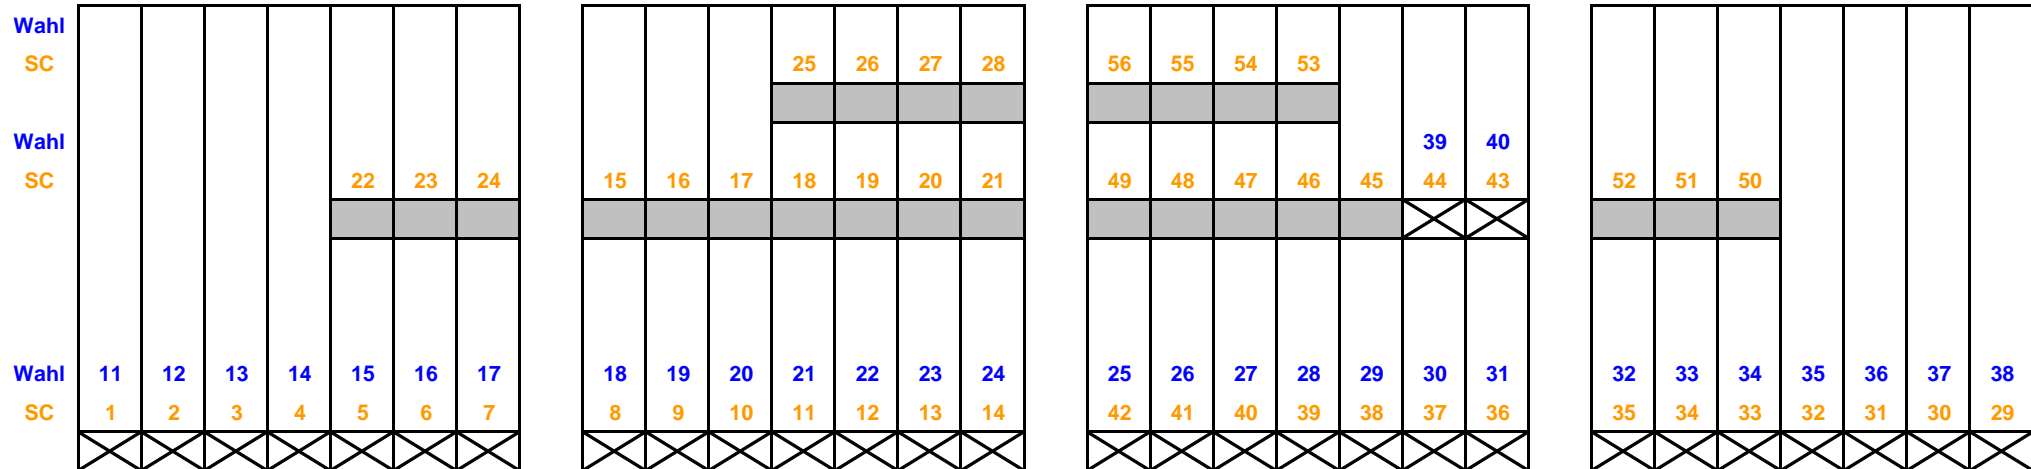 Wahl
SC 25 26 27 28 56 55 54 53
Wahl 39 40
SC 22 23 24 15 16 17 18 19 20 21 49 48 47 46 45 44 43 52 51 50
Wahl 11 12 13 14 15 16 17 18 19 20 21 22 23 24 25 26 27 28 29 30 31 32 33 34 35 36 37 38
SC 1 2 3 4 5 6 7 8 9 10 11 12 13 14 42 41 40 39 38 37 36 35 34 33 32 31 30 29